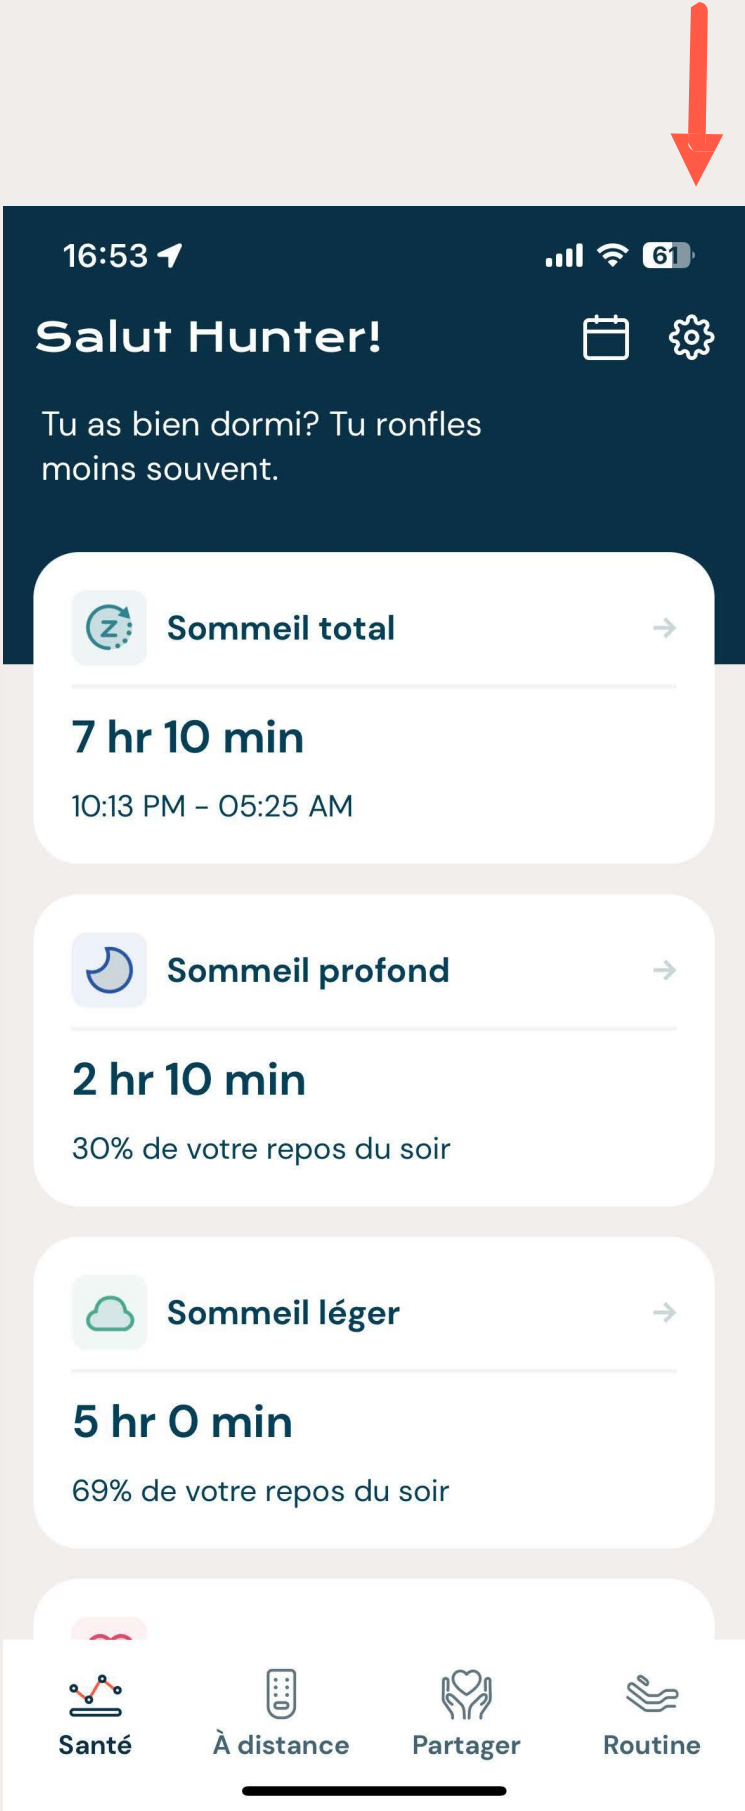 16:53
61
Salut Hunter!
Tu as bien dormi? Tu ronfles
moins souvent.
Sommeil total
7 hr 10 min
10:13 PM - 05:25 AM
Sommeil profond
2 hr 10 min
30% de votre repos du soir
Sommeil léger
5 hr 0 min
69% de votre repos du soir
Santé
À distance
Partager
Routine